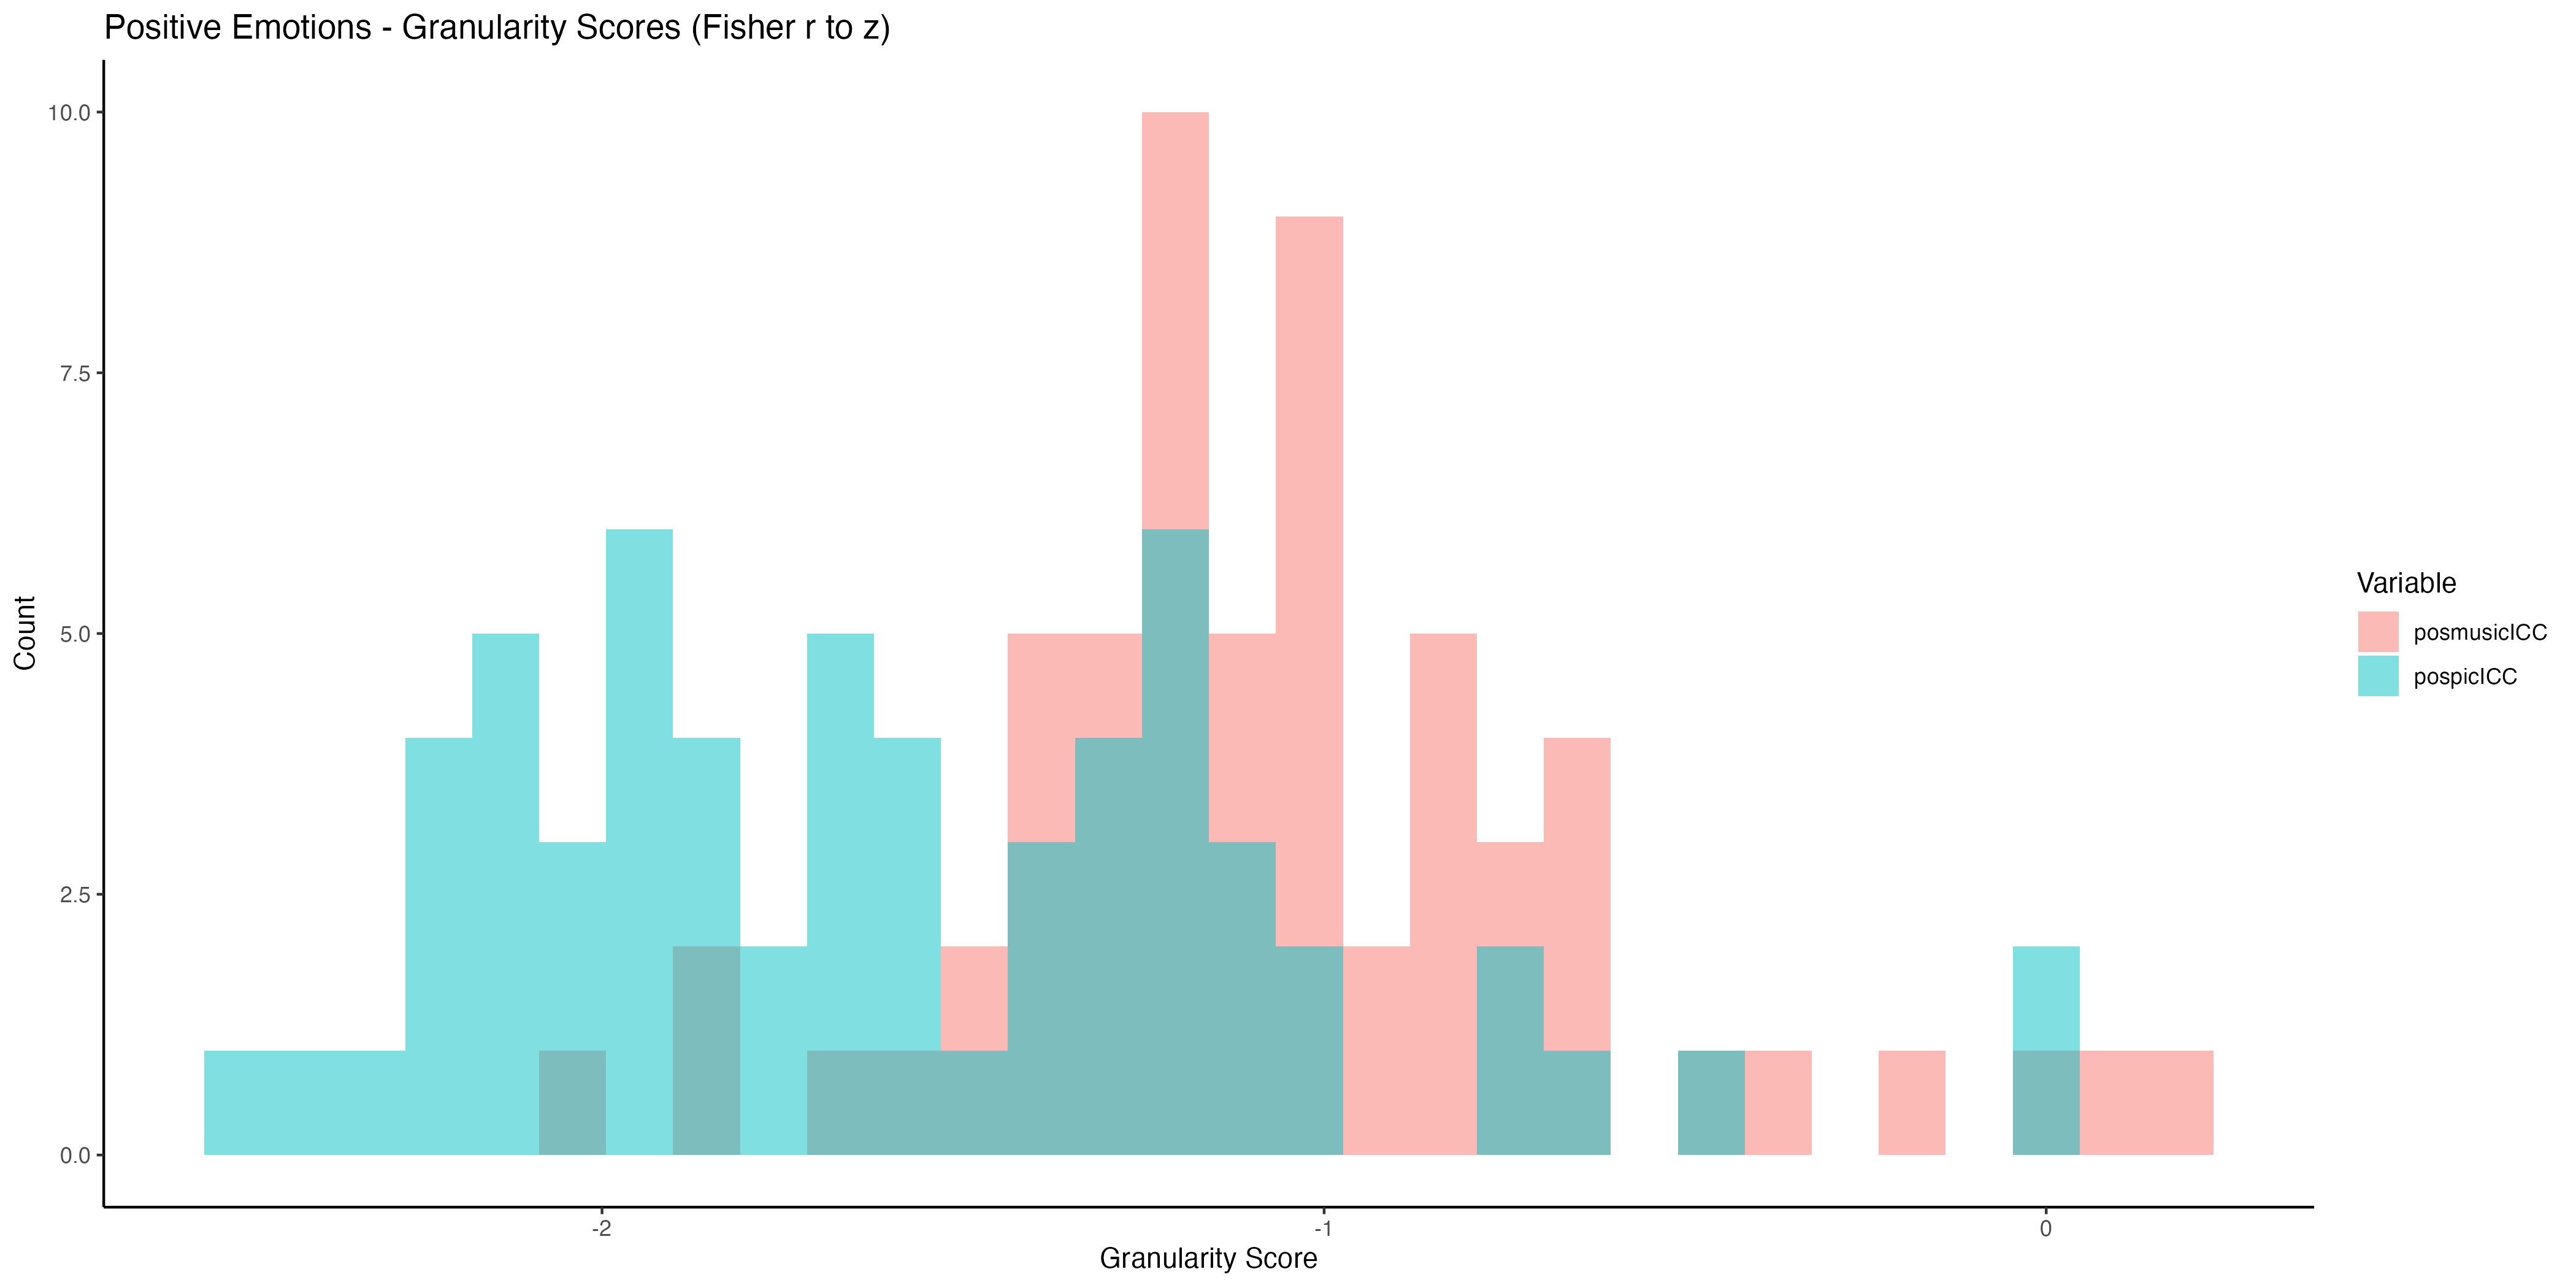 Positive Emotions - Granularity Scores (Fisher r to z)
10.0
7.5
5.0
2.5
0.0
Count
-2
-1
0
Granularity Score
Variable
posmusicICC
pospicICC